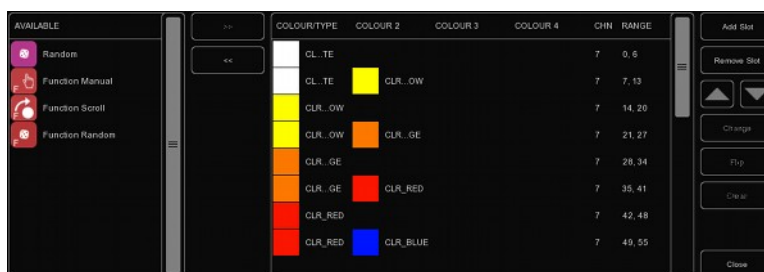 AVAILABLE
Random
F Function Manual
Function Scroll
F Function Random
>>
<<
COLOUR/TYPE COLOUR 2 COLOUR 3 COLOUR 4 CHN RANGE
CL...TE 7 0, 6
CL...TE CLR...OW 7 7, 13
CLR...OW 7 14, 20
CLR...OW CLR...GE 7 21, 27
CLR...GE 7 28, 34
CLR...GE CLR_RED 7 35, 41
CLR_RED 7 42, 48
CLR_RED CLR_BLUE 7 49, 55
Add Slot
Remove Slot
Change
Flip
Clear
Close